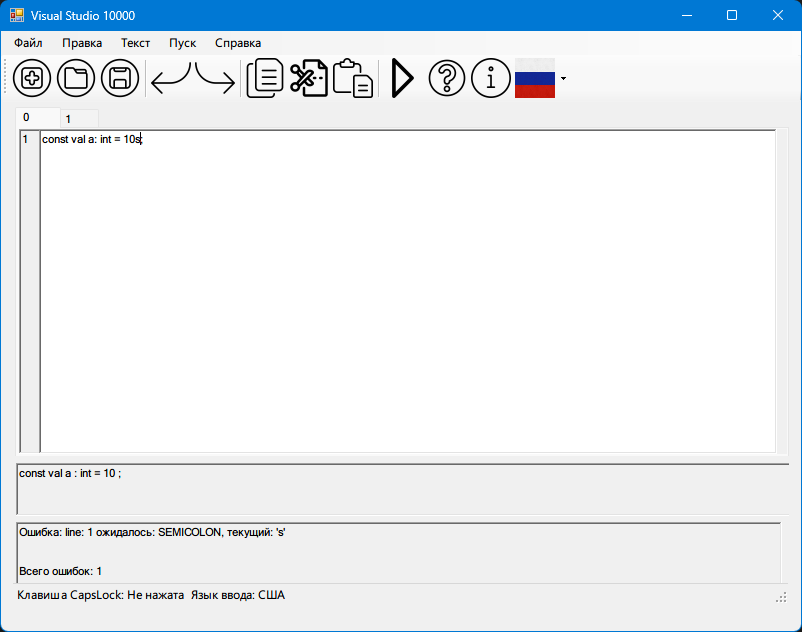 Visual Studio 10000
Файл Правка Текст Пуск Справка
0 1
1 const val a: int = 10s;
const val a : int = 10 ;
Ошибка: line: 1 ожидалось: SEMICOLON, текущий: 's'
Всего ошибок: 1
Клавиша CapsLock: Не нажата Язык ввода: США